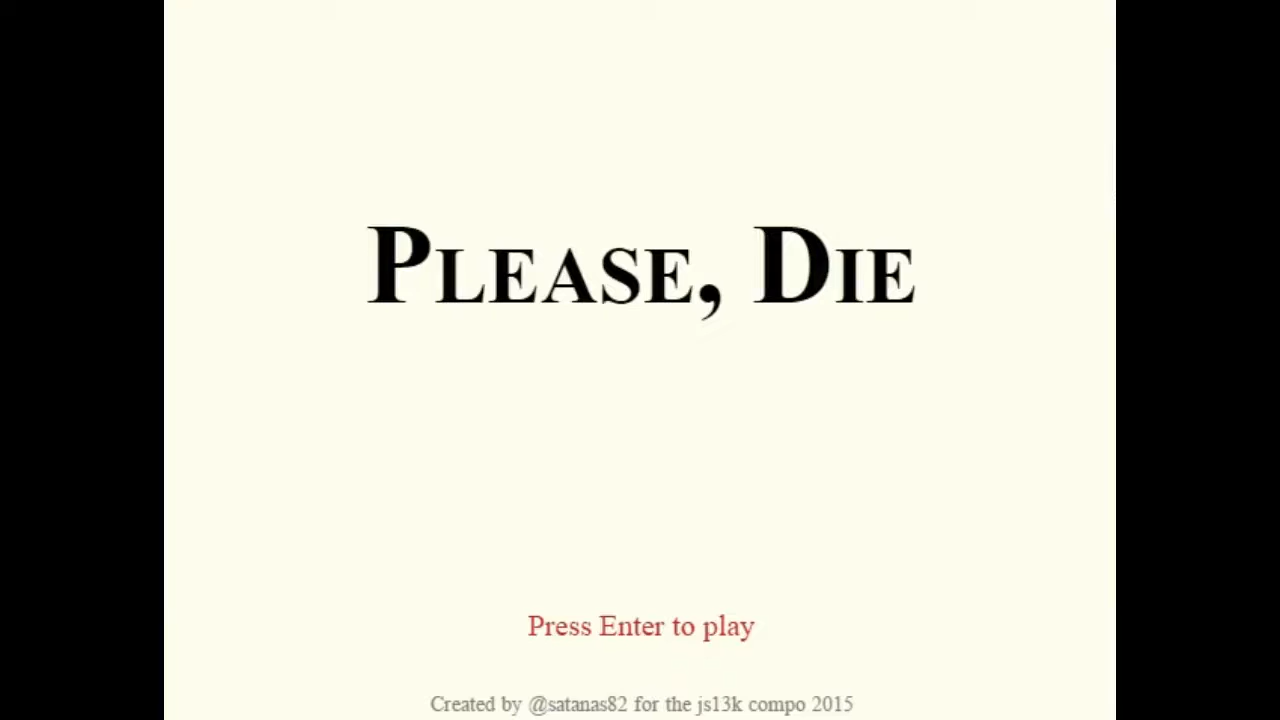 Please, Die
Press Enter to play
Created by @satanas82 for the js13k compo 2015